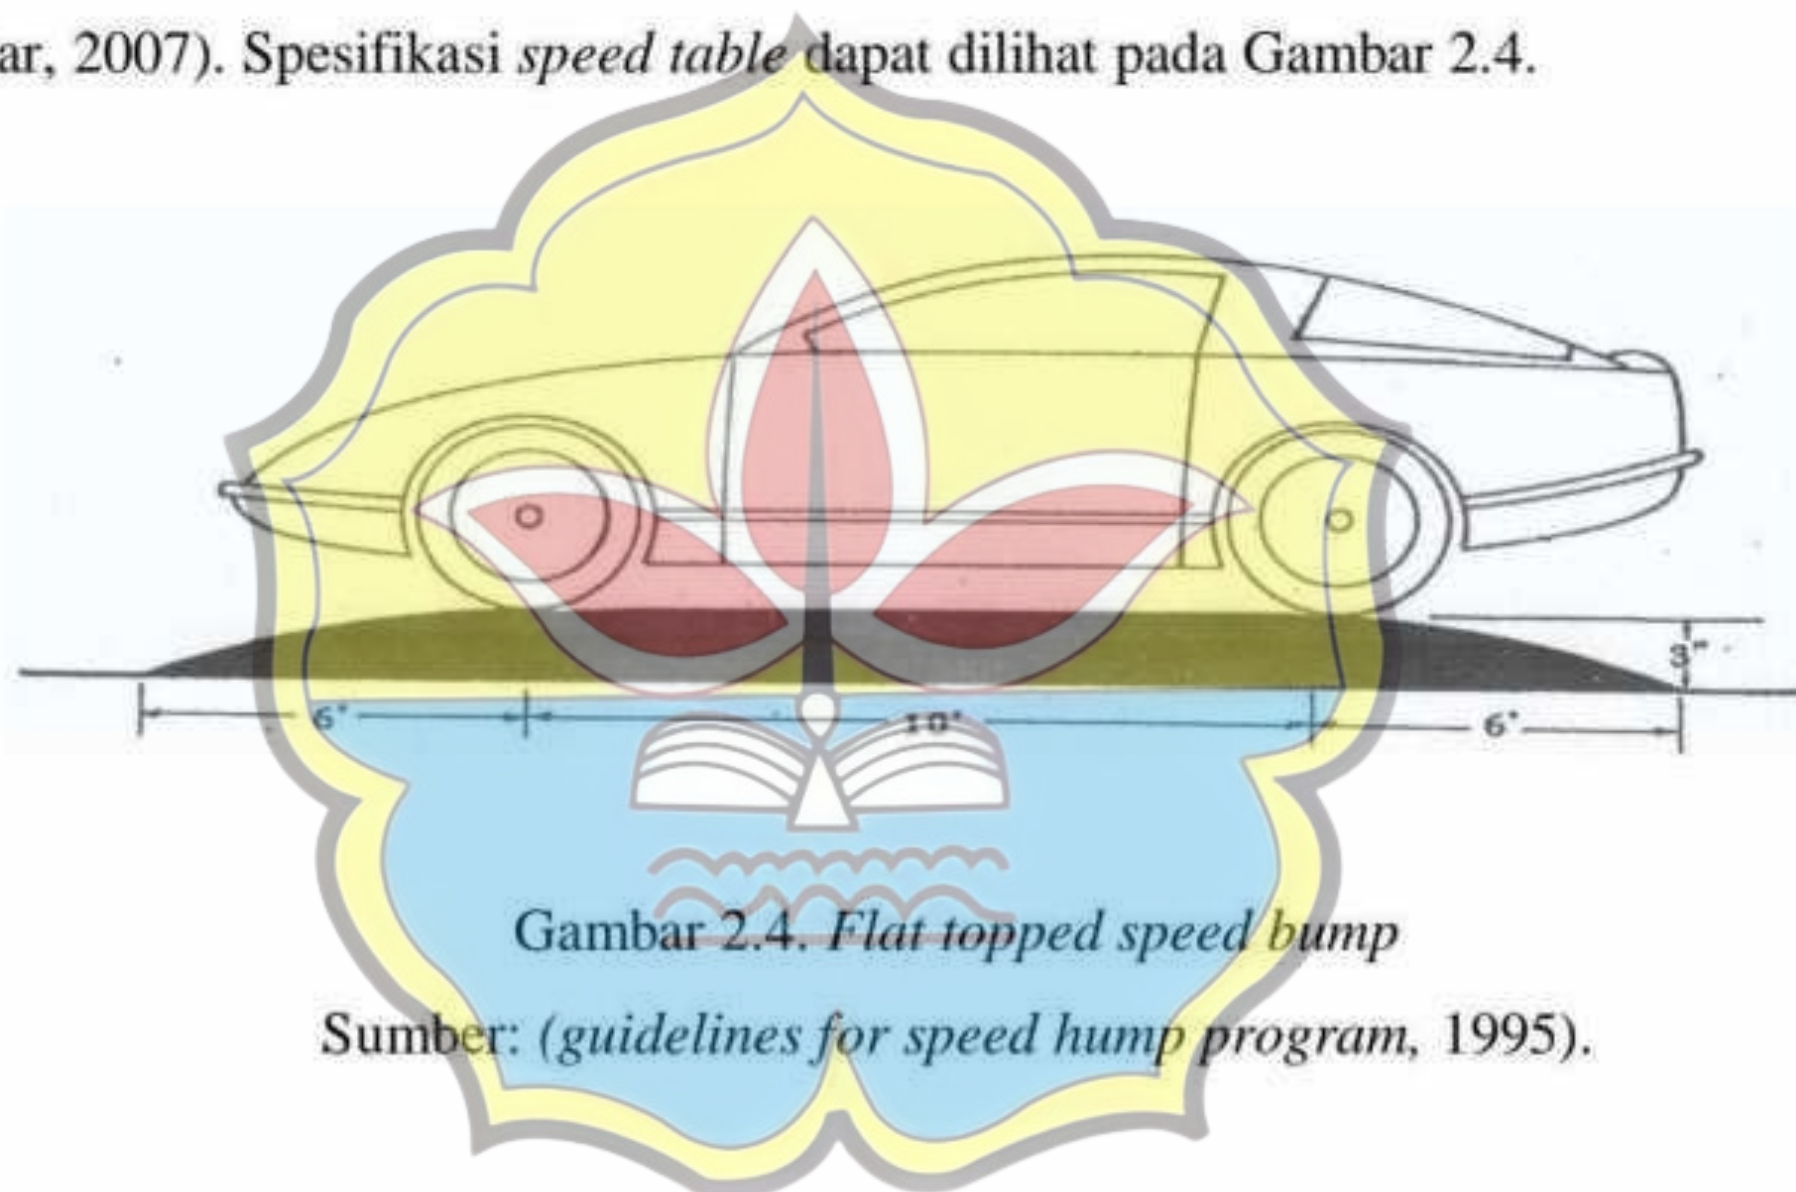 ar, 2007). Spesifikasi speed table dapat dilihat pada Gambar 2.4.
3"
6' 10' 6'
Gambar 2.4. Flat topped speed bump
Sumber: (guidelines for speed hump program, 1995).